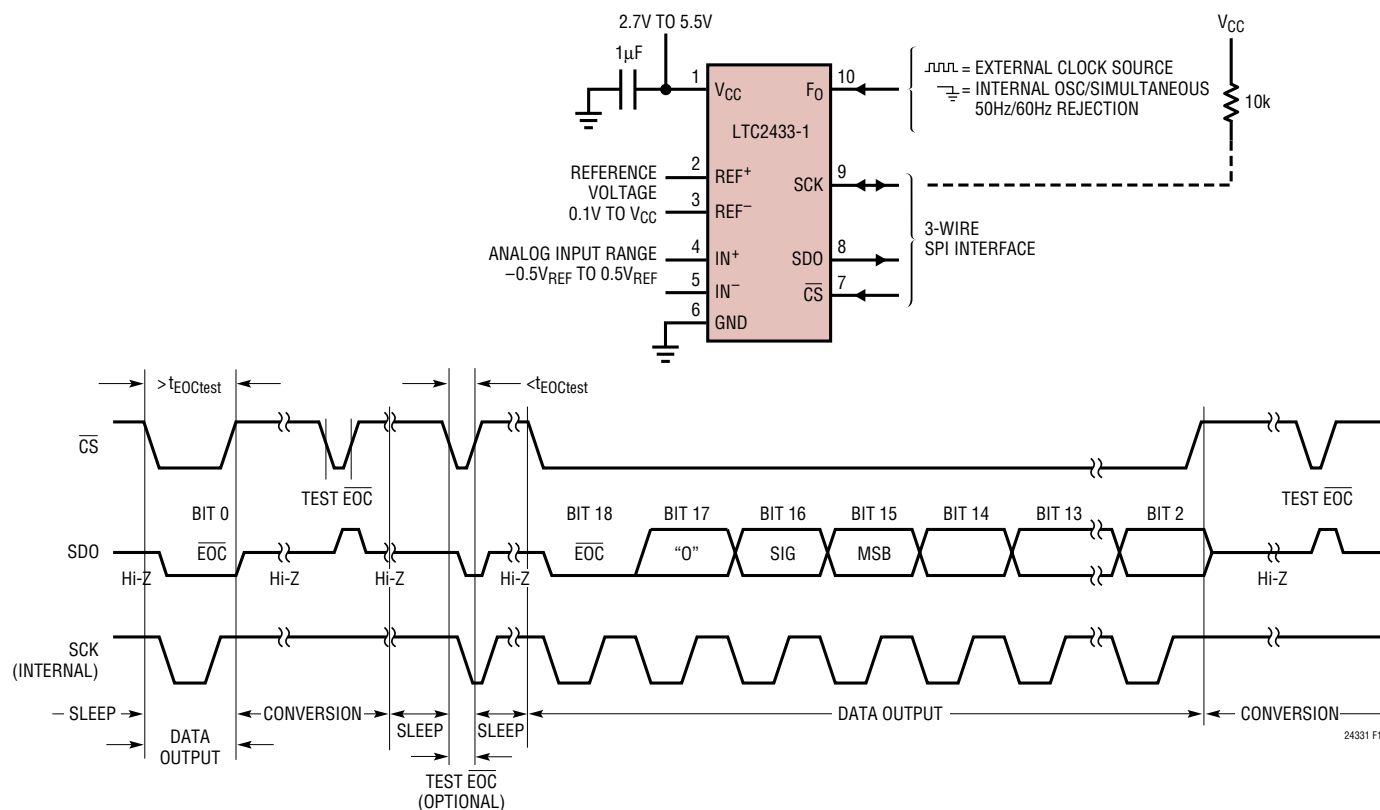 2.7V TO 5.5V
1µF
VCC
1
VCC
FO
10
= EXTERNAL CLOCK SOURCE
= INTERNAL OSC/SIMULTANEOUS
50Hz/60Hz REJECTION
10k
LTC2433-1
REFERENCE
VOLTAGE
0.1V TO VCC
2
REF+
3
REF–
SCK
9
3-WIRE
SPI INTERFACE
ANALOG INPUT RANGE
–0.5VREF TO 0.5VREF
4
IN+
5
IN–
6
GND
SDO
8
CS
7
>tEOCtest
<tEOCtest
CS
TEST EOC
TEST EOC
BIT 0
BIT 18
BIT 17
BIT 16
BIT 15
BIT 14
BIT 13
BIT 2
SDO
EOC
EOC
“0”
SIG
MSB
Hi-Z
Hi-Z
Hi-Z
Hi-Z
Hi-Z
SCK
(INTERNAL)
SLEEP
CONVERSION
SLEEP
SLEEP
DATA OUTPUT
CONVERSION
DATA
OUTPUT
TEST EOC
(OPTIONAL)